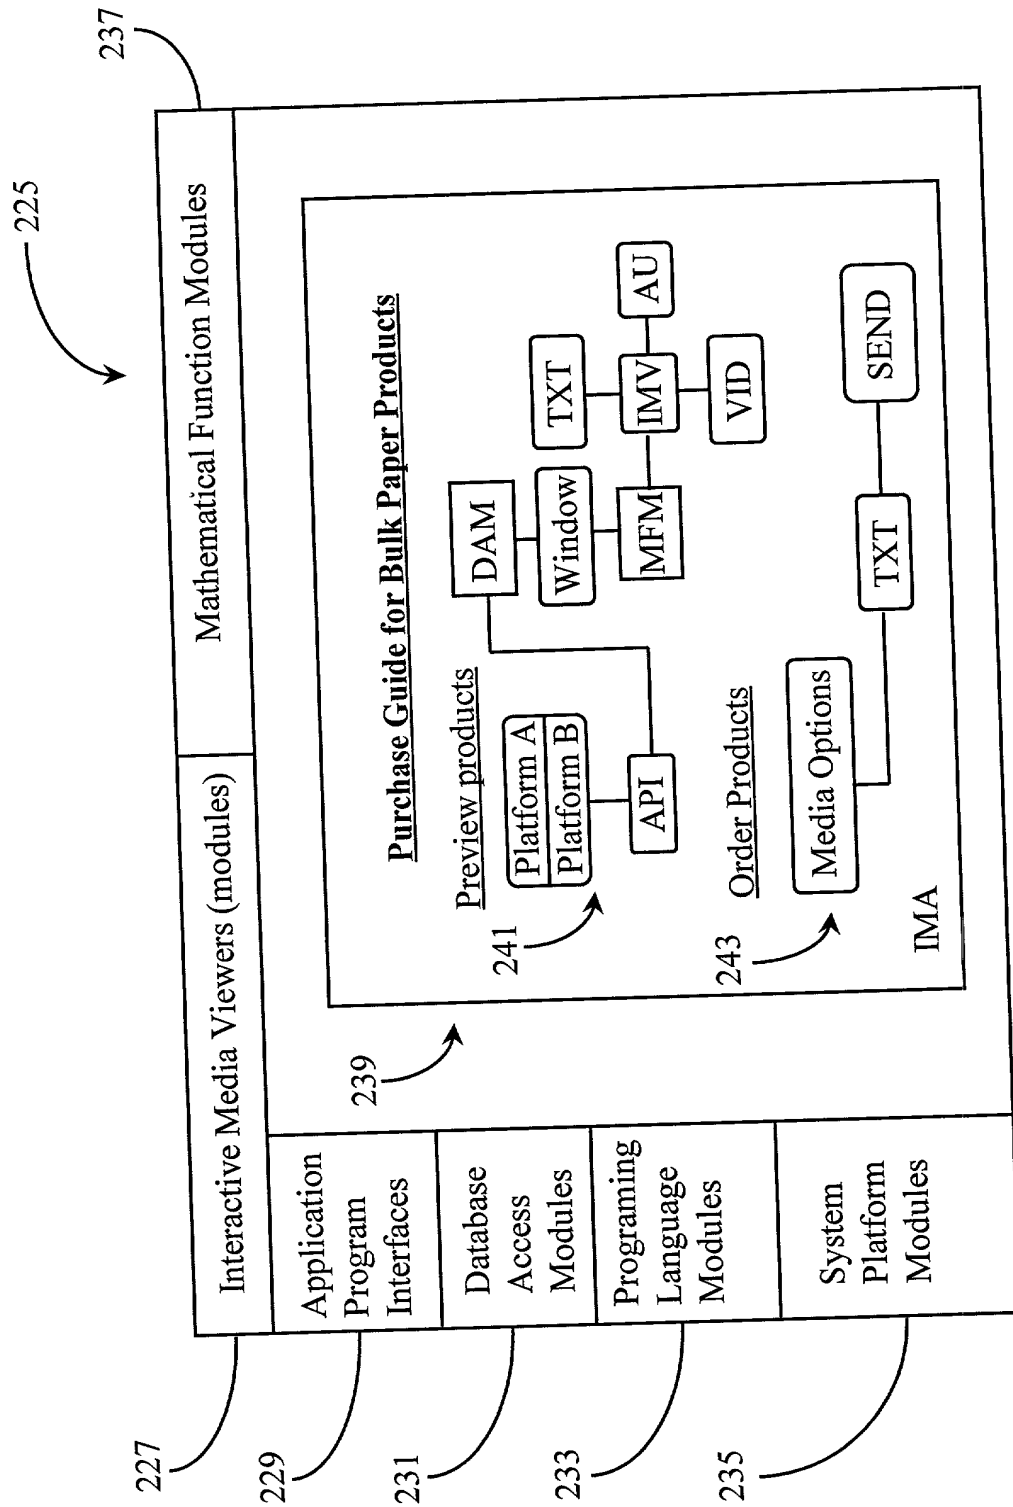 225
237
Interactive Media Viewers (modules)
Mathematical Function Modules
227
Application
Program
Interfaces
229
Database
Access
Modules
231
Programing
Language
Modules
233
System
Platform
Modules
235
239
Purchase Guide for Bulk Paper Products
Preview products
Platform A
Platform B
API
241
DAM
Window
MFM
TXT
IMV
AU
VID
Order Products
Media Options
243
TXT
SEND
IMA